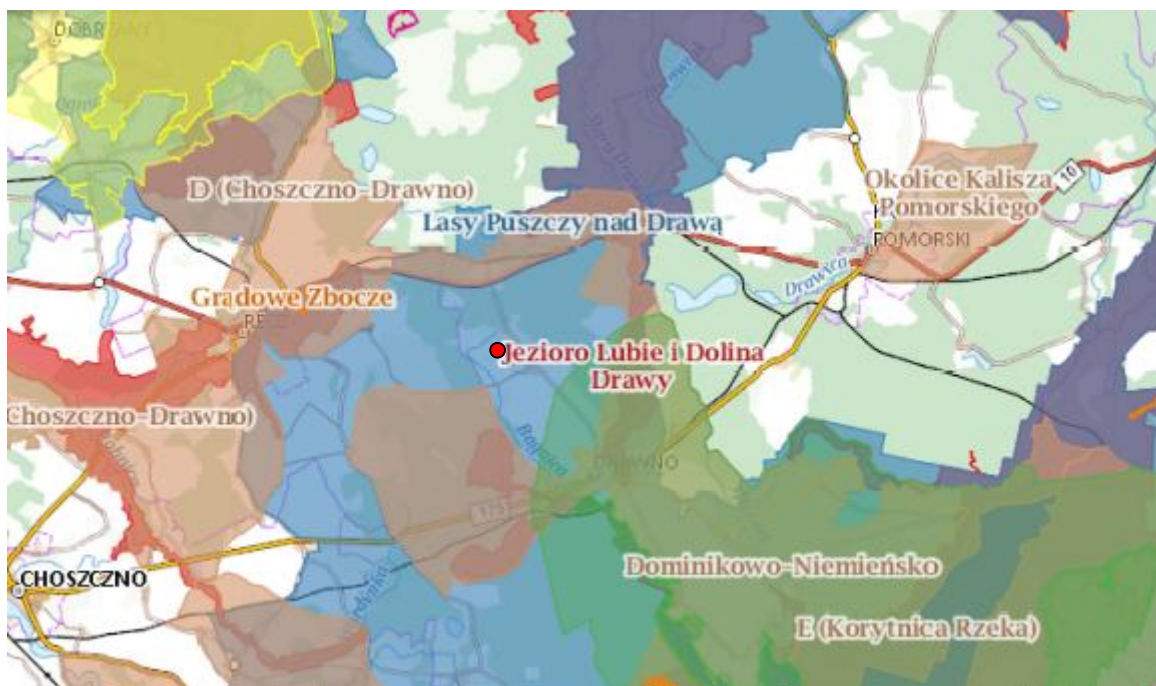 DOBRZANY
D (Choszczno-Drawno)
Okolice Kalisza
Pomorskiego
10
Lasy Puszczy nad Drawą
POMORSKI
Drawica
Grądowe Zbocze
Jezioro Lubie i Dolina
Drawy
Choszczno-Drawno)
DRAWNO
175
Dominikowo-Niemieńsko
CHOSZCZNO
E (Korytnica Rzeka)